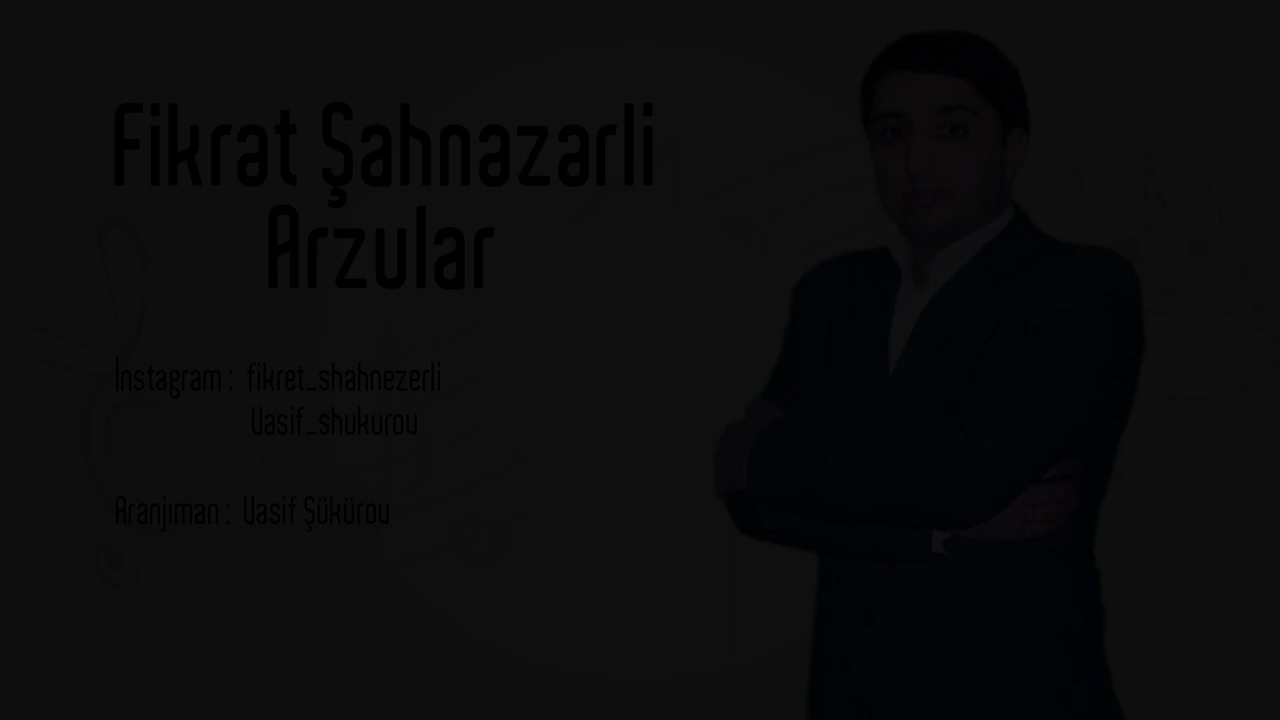 Fikrat Şahnazarli
Arzular
İnstagram : fikret_shahnezerli
Vasif_shukurov
Aranjıman : Vasif Şükürov